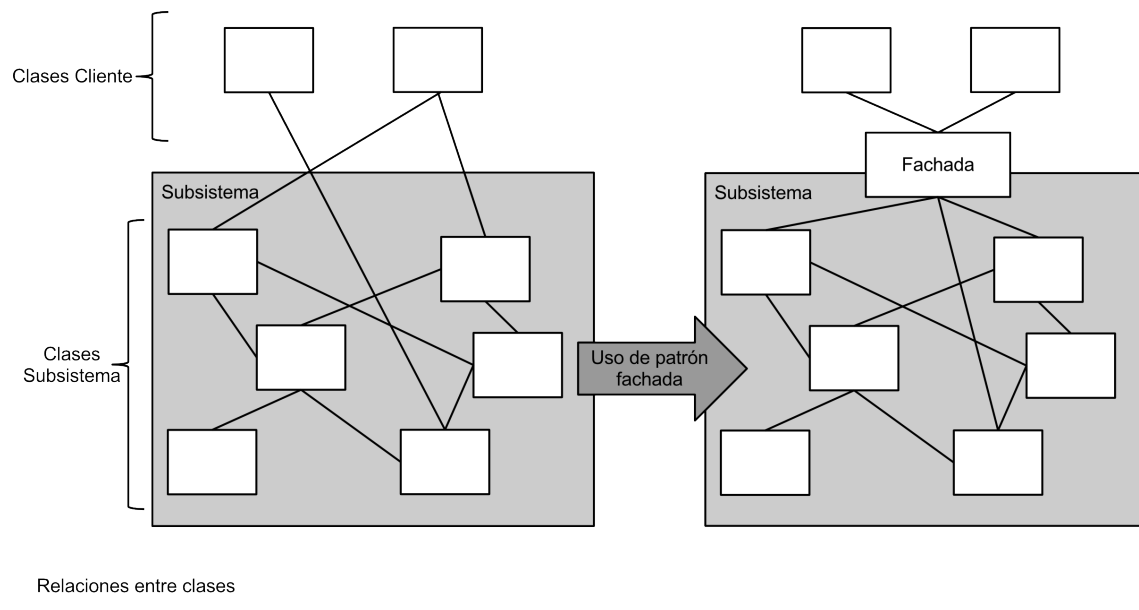 Clases Cliente
Fachada
Subsistema
Subsistema
Clases
Subsistema
Uso de patrón
fachada
Relaciones entre clases